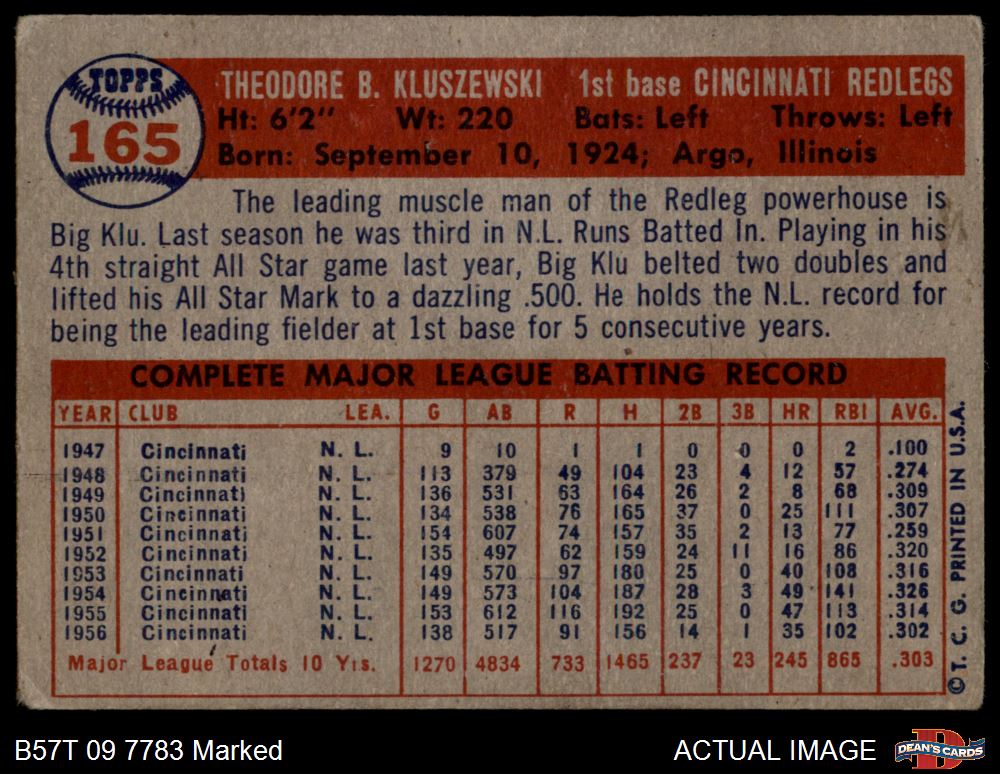 TOPPS
165
THEODORE B. KLUSZEWSKI 1st base CINCINNATI REDLEGS
Ht: 6'2" Wt: 220 Bats: Left Throws: Left
Born: September 10, 1924; Argo, Illinois
The leading muscle man of the Redleg powerhouse is
Big Klu. Last season he was third in N.L. Runs Batted In. Playing in his
4th straight All Star game last year, Big Klu belted two doubles and
lifted his All Star Mark to a dazzling .500. He holds the N.L. record for
being the leading fielder at 1st base for 5 consecutive years.
COMPLETE MAJOR LEAGUE BATTING RECORD
YEAR CLUB LEA. G AB R H 2B 3B HR RBI AVG.
1947 Cincinnati N. L. 9 10 1 1 0 0 0 2 .100
1948 Cincinnati N. L. 113 379 49 104 23 4 12 57 .274
1949 Cincinnati N. L. 136 531 63 164 26 2 8 68 .309
1950 Cincinnati N. L. 134 538 76 165 37 0 25 111 .307
1951 Cincinnati N. L. 154 607 74 157 35 2 13 77 .259
1952 Cincinnati N. L. 135 497 62 159 24 11 16 86 .320
1953 Cincinnati N. L. 149 570 97 180 25 0 40 108 .316
1954 Cincinnati N. L. 149 573 104 187 28 3 49 141 .326
1955 Cincinnati N. L. 153 612 116 192 25 0 47 113 .314
1956 Cincinnati N. L. 138 517 91 156 14 1 35 102 .302
Major League Totals 10 Yrs. 1270 4834 733 1465 237 23 245 865 .303
© T. C. G. PRINTED IN U.S.A.
B57T 09 7783 Marked
ACTUAL IMAGE
DEAN'S CARDS